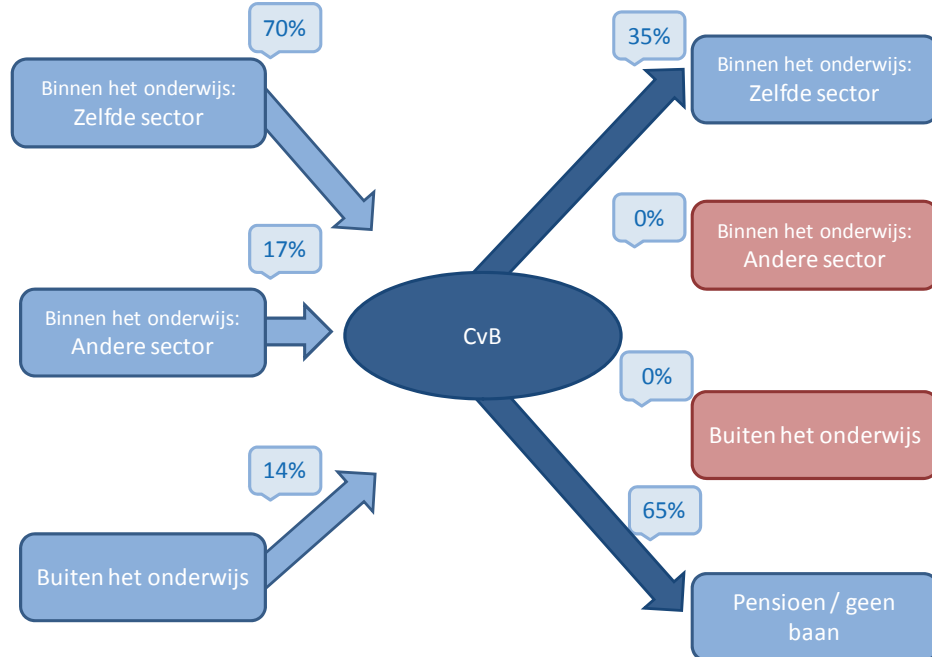 70%
Binnen het onderwijs:
Zelfde sector
17%
Binnen het onderwijs:
Andere sector
14%
Buiten het onderwijs
CvB
35%
Binnen het onderwijs:
Zelfde sector
0%
Binnen het onderwijs:
Andere sector
0%
Buiten het onderwijs
65%
Pensioen / geen
baan